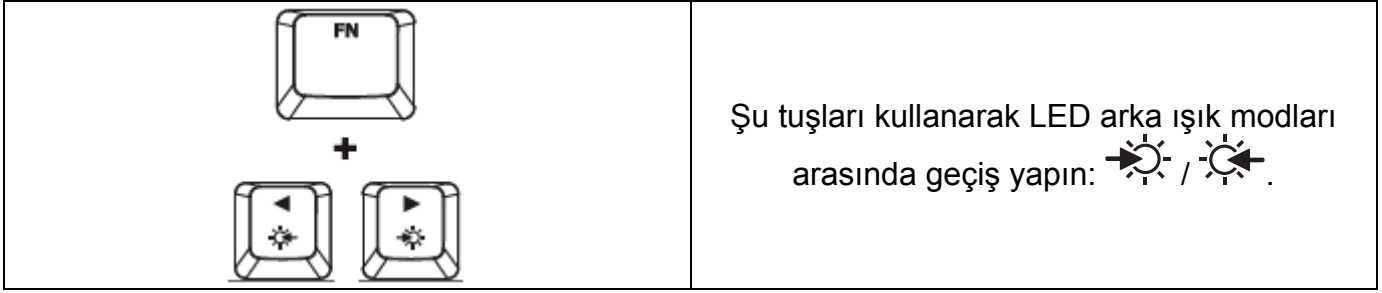 FN
+
Şu tuşları kullanarak LED arka ışık modları
arasında geçiş yapın: / .